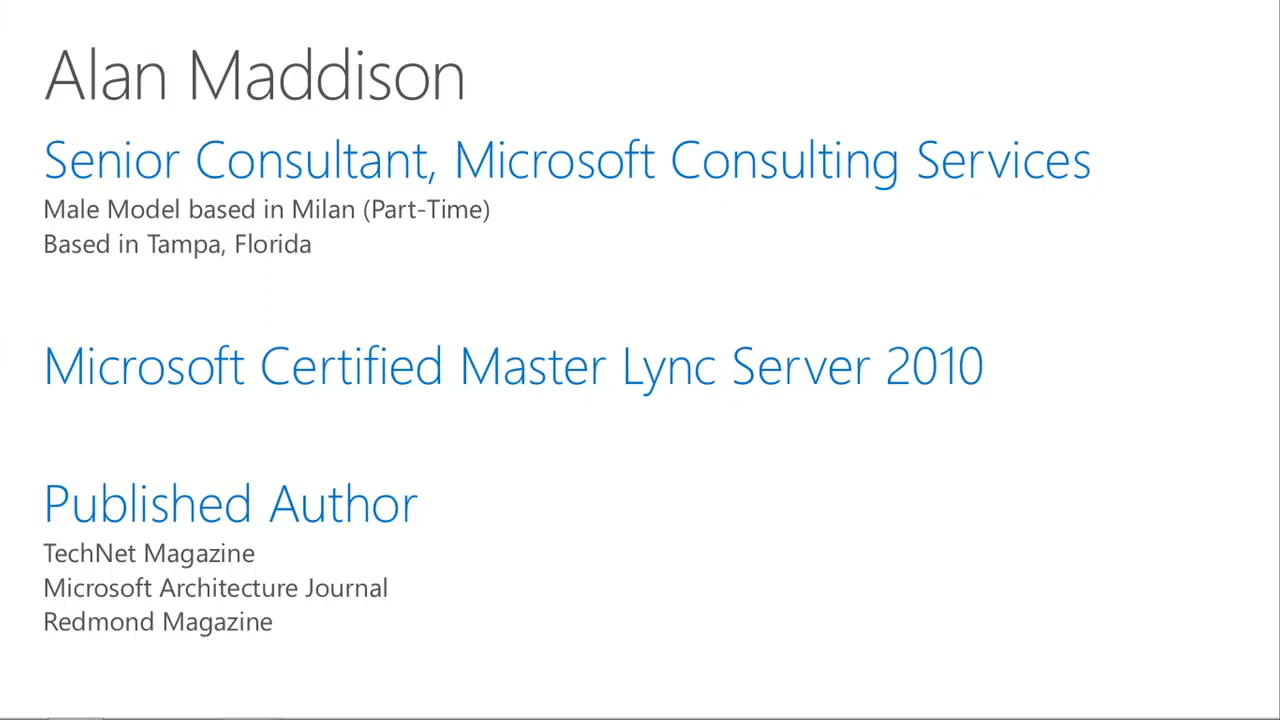 Alan Maddison
Senior Consultant, Microsoft Consulting Services
Male Model based in Milan (Part-Time)
Based in Tampa, Florida
Microsoft Certified Master Lync Server 2010
Published Author
TechNet Magazine
Microsoft Architecture Journal
Redmond Magazine